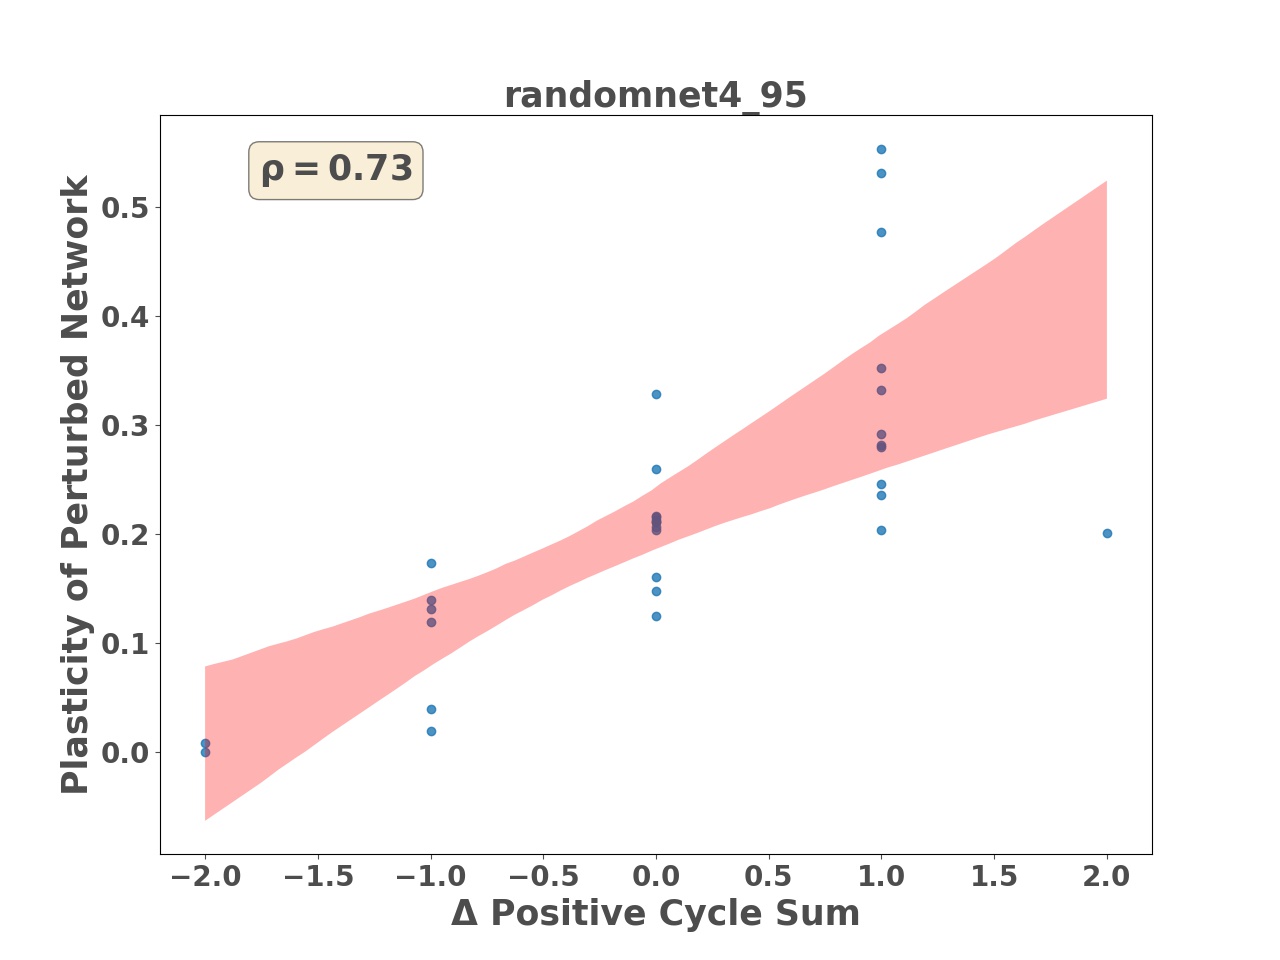 randomnet4_95
ρ = 0.73
Plasticity of Perturbed Network
0.5
0.4
0.3
0.2
0.1
0.0
−2.0 −1.5 −1.0 −0.5 0.0 0.5 1.0 1.5 2.0
Δ Positive Cycle Sum